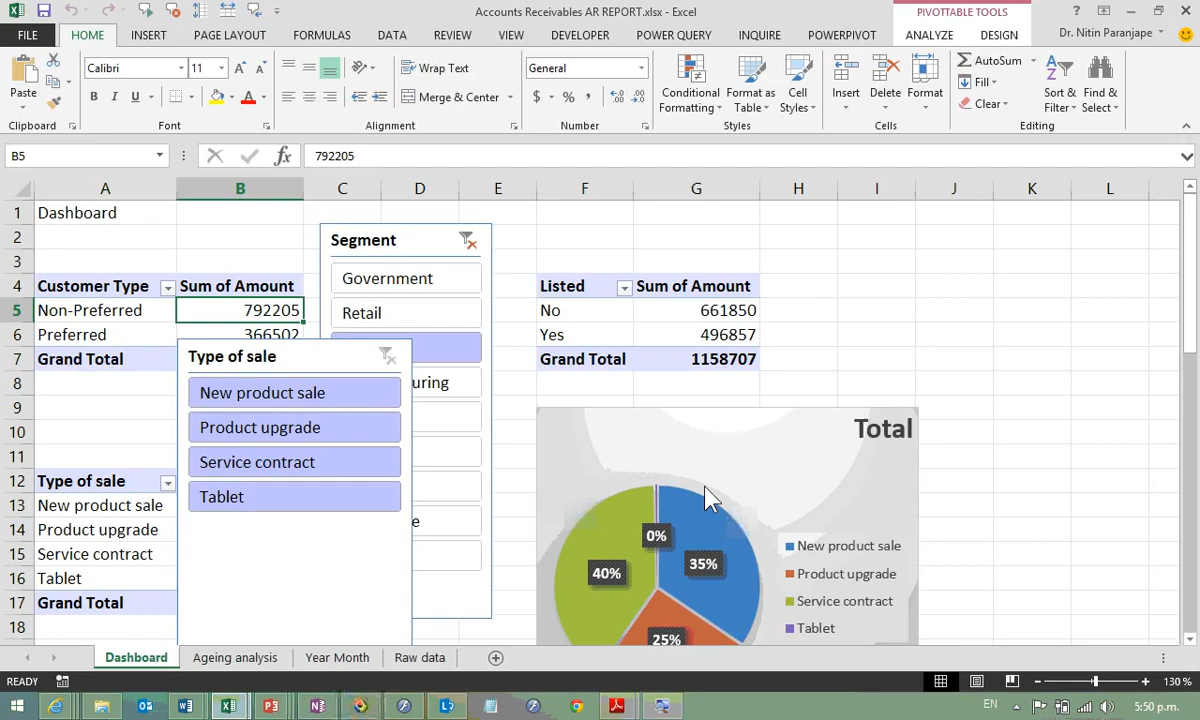 Accounts Receivables AR REPORT.xlsx - Excel
PIVOTTABLE TOOLS
FILE HOME INSERT PAGE LAYOUT FORMULAS DATA REVIEW VIEW DEVELOPER POWER QUERY INQUIRE POWERPIVOT ANALYZE DESIGN Dr. Nitin Paranjape
Paste Calibri 11 Wrap Text General AutoSum
Conditional Formatting Format as Table Cell Styles Insert Delete Format Fill Sort & Filter Find & Select
B I U A Merge & Center $ % Clear
Clipboard Font Alignment Number Styles Cells Editing
B5 fx 792205
A B C D E F G H I J K L
1 Dashboard
2
3
4 Customer Type Sum of Amount Listed Sum of Amount
5 Non-Preferred 792205 No 661850
6 Preferred 366502 Yes 496857
7 Grand Total Grand Total 1158707
8
9
10
11
12 Type of sale
13 New product sale
14 Product upgrade
15 Service contract
16 Tablet
17 Grand Total
18
Segment
Government
Retail
uring
e
Type of sale
New product sale
Product upgrade
Service contract
Tablet
Total
0%
35%
40%
25%
New product sale
Product upgrade
Service contract
Tablet
Dashboard Ageing analysis Year Month Raw data
READY 130 %
EN 5:50 p.m.